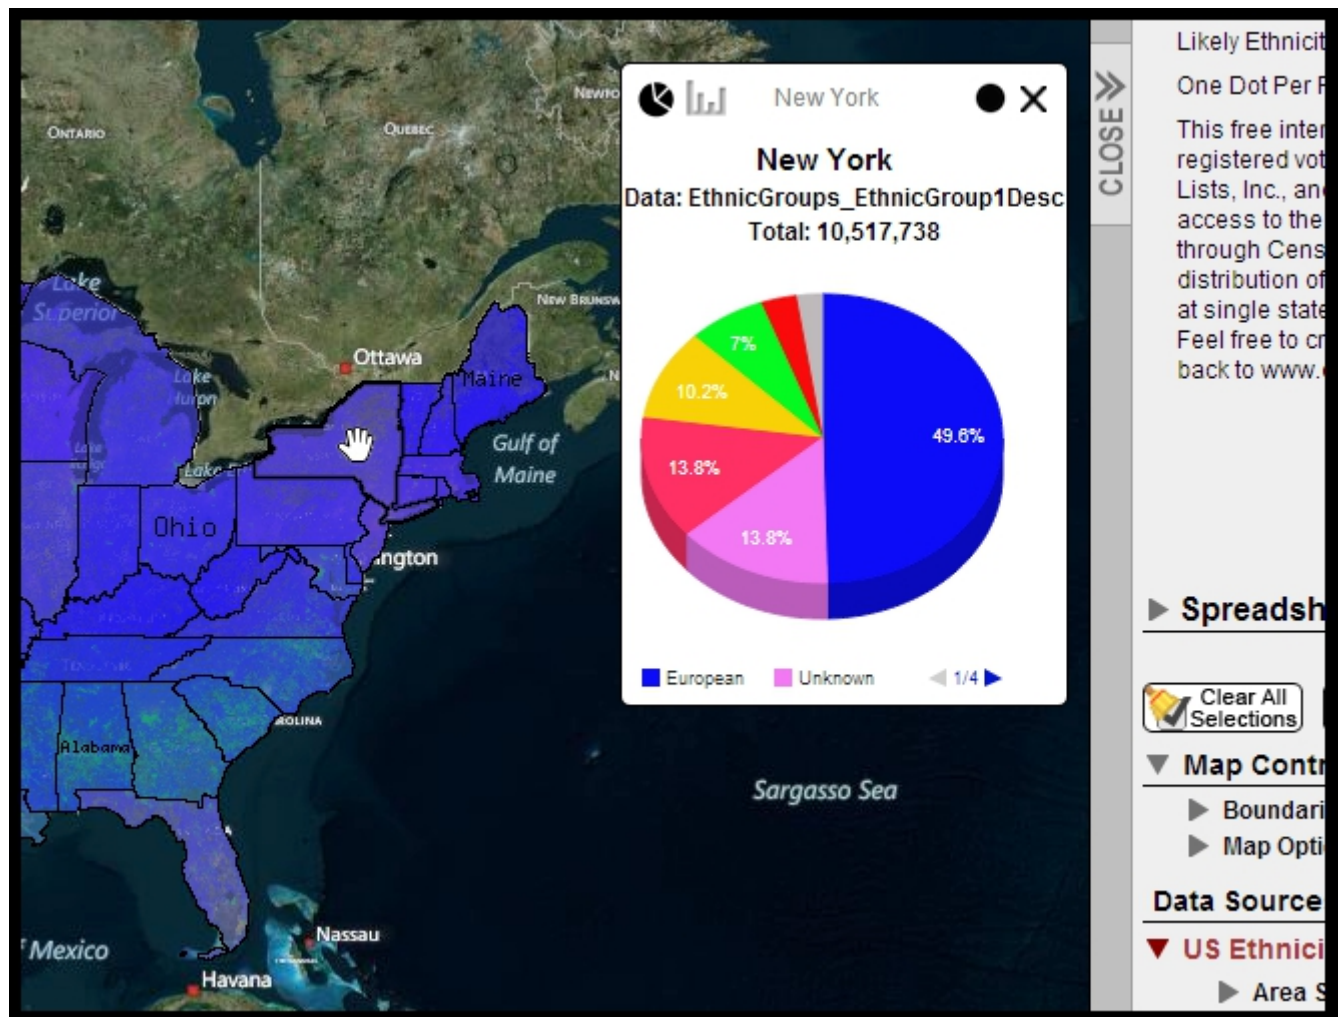 ONTARIO
QUEBEC
Ottawa
NEW BRUNSW
Lake
Superior
Lake
Huron
Maine
Gulf of
Maine
Ohio
ington
ROLINA
Alabama
Sargasso Sea
Nassau
Havana
f Mexico
New York
New York
Data: EthnicGroups_EthnicGroup1Desc
Total: 10,517,738
7%
10.2%
49.6%
13.8%
13.8%
European Unknown 1/4
CLOSE
Likely Ethnicit
One Dot Per
This free inter
registered vot
Lists, Inc., an
access to the
through Cens
distribution of
at single state
Feel free to cr
back to www.
Spreadsh
Clear All
Selections
Map Contr
Boundari
Map Opti
Data Source
US Ethnici
Area S